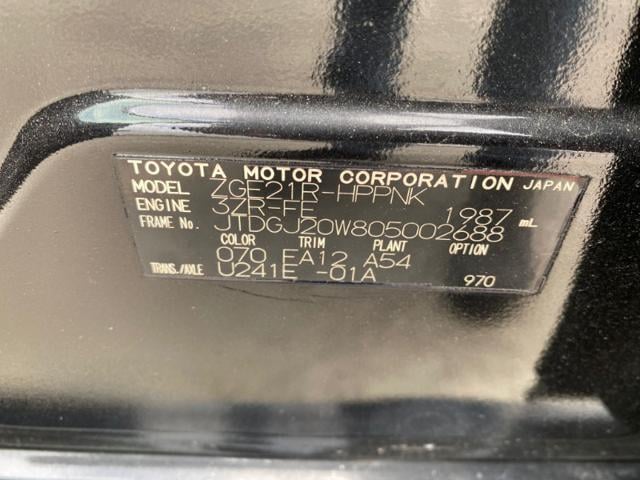 TOYOTA MOTOR CORPORATION JAPAN
MODEL ZGE21R-HPPNK
ENGINE 3ZR-FE 1987 mL
FRAME No. JTDGJ20W805002688
COLOR TRIM PLANT OPTION
070 EA12 A54
TRANS./AXLE U241E -01A 970